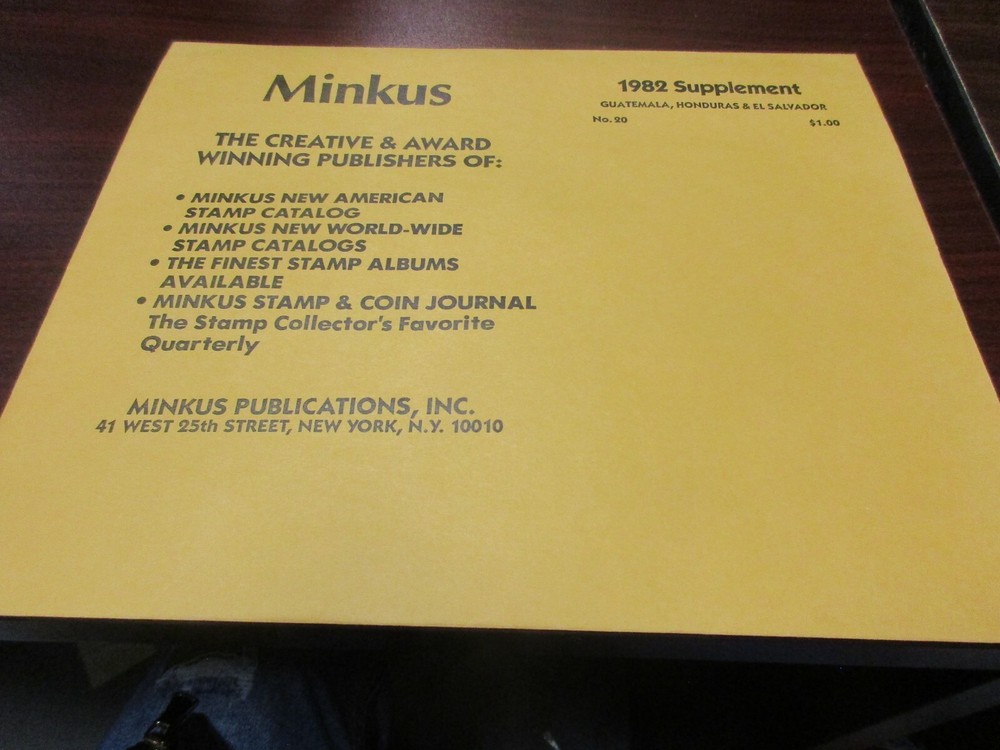 Minkus
THE CREATIVE & AWARD
WINNING PUBLISHERS OF:
• MINKUS NEW AMERICAN
STAMP CATALOG
• MINKUS NEW WORLD-WIDE
STAMP CATALOGS
• THE FINEST STAMP ALBUMS
AVAILABLE
• MINKUS STAMP & COIN JOURNAL
The Stamp Collector's Favorite
Quarterly
MINKUS PUBLICATIONS, INC.
41 WEST 25th STREET, NEW YORK, N.Y. 10010
1982 Supplement
GUATEMALA, HONDURAS & EL SALVADOR
No. 20 $1.00